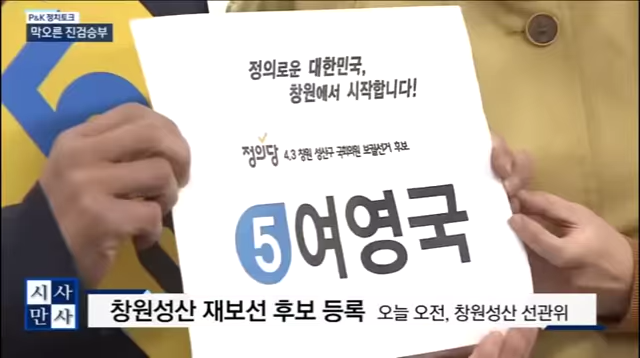 P&K 정치토크
막오른 진검승부
정의로운 대한민국,
창원에서 시작합니다!
정의당 4.3 창원 성산구 국회의원 보궐선거 후보
5 여영국
시사
만사
창원성산 재보선 후보 등록 오늘 오전, 창원성산 선관위